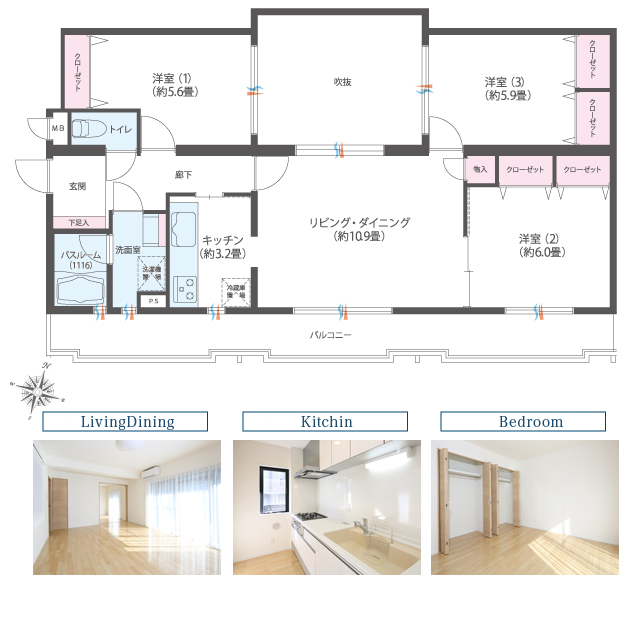 クローゼット
洋室（1）
（約5.6畳）
吹抜
洋室（3）
（約5.9畳）
クローゼット
クローゼット
MB
トイレ
玄関
廊下
物入
クローゼット
クローゼット
下足入
洗面室
キッチン
（約3.2畳）
リビング・ダイニング
（約10.9畳）
洋室（2）
（約6.0畳）
バスルーム
（1116）
洗濯機
置場
冷蔵庫
置場
PS
バルコニー
N
W
E
S
LivingDining
Kitchin
Bedroom